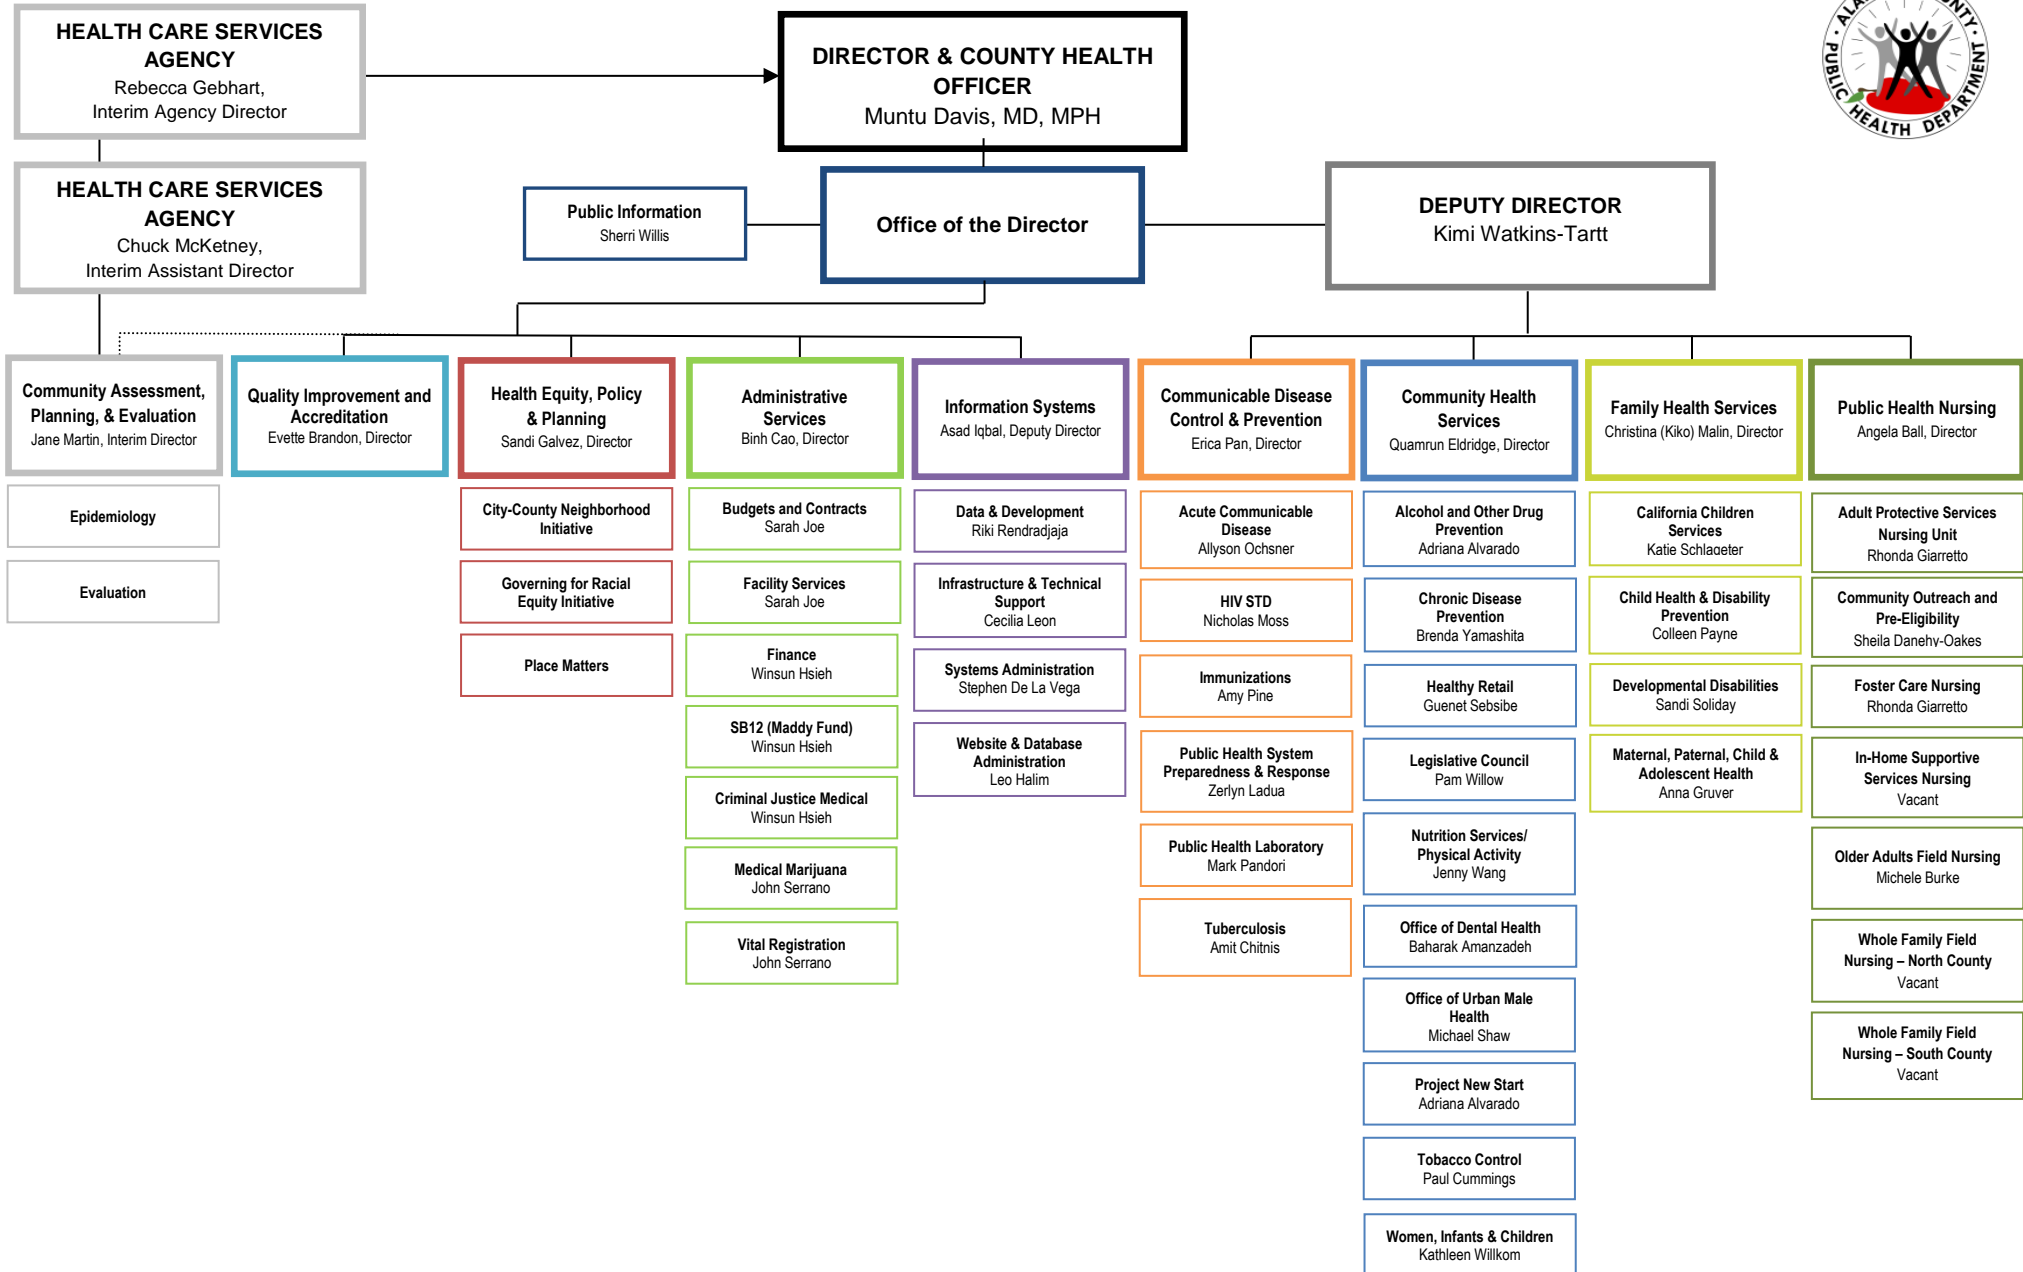 HEALTH CARE SERVICES
AGENCY
Rebecca Gebhart,
Interim Agency Director
DIRECTOR & COUNTY HEALTH
OFFICER
Muntu Davis, MD, MPH
PUBLIC HEALTH DEPARTMENT
HEALTH CARE SERVICES
AGENCY
Chuck McKetney,
Interim Assistant Director
Public Information
Sherri Willis
Office of the Director
DEPUTY DIRECTOR
Kimi Watkins-Tartt
Community Assessment,
Planning, & Evaluation
Jane Martin, Interim Director
Epidemiology
Evaluation
Quality Improvement and
Accreditation
Evette Brandon, Director
Health Equity, Policy
& Planning
Sandi Galvez, Director
City-County Neighborhood
Initiative
Governing for Racial
Equity Initiative
Place Matters
Administrative
Services
Binh Cao, Director
Budgets and Contracts
Sarah Joe
Facility Services
Sarah Joe
Finance
Winsun Hsieh
SB12 (Maddy Fund)
Winsun Hsieh
Criminal Justice Medical
Winsun Hsieh
Medical Marijuana
John Serrano
Vital Registration
John Serrano
Information Systems
Asad Iqbal, Deputy Director
Data & Development
Riki Rendradjaja
Infrastructure & Technical
Support
Cecilia Leon
Systems Administration
Stephen De La Vega
Website & Database
Administration
Leo Halim
Communicable Disease
Control & Prevention
Erica Pan, Director
Acute Communicable
Disease
Allyson Ochsner
HIV STD
Nicholas Moss
Immunizations
Amy Pine
Public Health System
Preparedness & Response
Zerlyn Ladua
Public Health Laboratory
Mark Pandori
Tuberculosis
Amit Chitnis
Community Health
Services
Quamrun Eldridge, Director
Alcohol and Other Drug
Prevention
Adriana Alvarado
Chronic Disease
Prevention
Brenda Yamashita
Healthy Retail
Guenet Sebsibe
Legislative Council
Pam Willow
Nutrition Services/
Physical Activity
Jenny Wang
Office of Dental Health
Baharak Amanzadeh
Office of Urban Male
Health
Michael Shaw
Project New Start
Adriana Alvarado
Tobacco Control
Paul Cummings
Women, Infants & Children
Kathleen Willkom
Family Health Services
Christina (Kiko) Malin, Director
California Children
Services
Katie Schlageter
Child Health & Disability
Prevention
Colleen Payne
Developmental Disabilities
Sandi Soliday
Maternal, Paternal, Child &
Adolescent Health
Anna Gruver
Public Health Nursing
Angela Ball, Director
Adult Protective Services
Nursing Unit
Rhonda Giarretto
Community Outreach and
Pre-Eligibility
Sheila Danehy-Oakes
Foster Care Nursing
Rhonda Giarretto
In-Home Supportive
Services Nursing
Vacant
Older Adults Field Nursing
Michele Burke
Whole Family Field
Nursing – North County
Vacant
Whole Family Field
Nursing – South County
Vacant